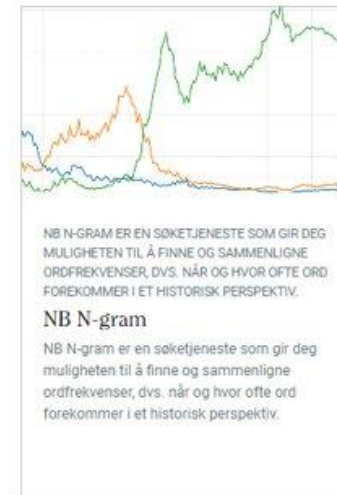 NB N-GRAM ER EN SØKETJENESTE SOM GIR DEG
MULIGHETEN TIL Å FINNE OG SAMMENLIGNE
ORDFREKVENSER, DVS. NÅR OG HVOR OFTE ORD
FOREKOMMER I ET HISTORISK PERSPEKTIV.
NB N-gram
NB N-gram er en søketjeneste som gir deg
muligheten til å finne og sammenligne
ordfrekvenser, dvs. når og hvor ofte ord
forekommer i et historisk perspektiv.